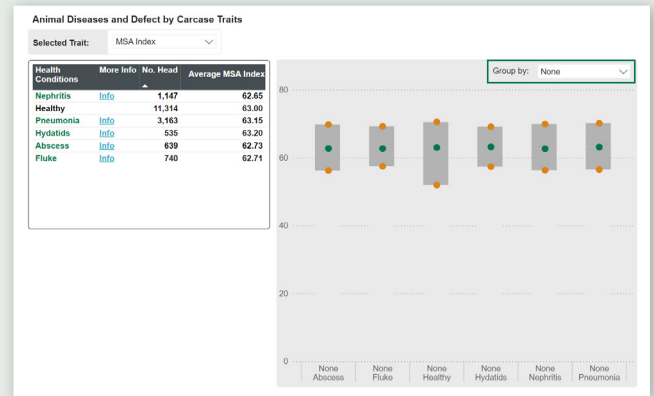 Animal Diseases and Defect by Carcase Traits
Selected Trait: MSA Index
Health Conditions More Info No. Head Average MSA Index
Nephritis Info 1,147 62.65
Healthy 11,314 63.00
Pneumonia Info 3,163 63.15
Hydatids Info 535 63.20
Abscess Info 639 62.73
Fluke Info 740 62.71
Group by: None
80
60
40
20
0
None None None None None None
Abscess Fluke Healthy Hydatids Nephritis Pneumonia